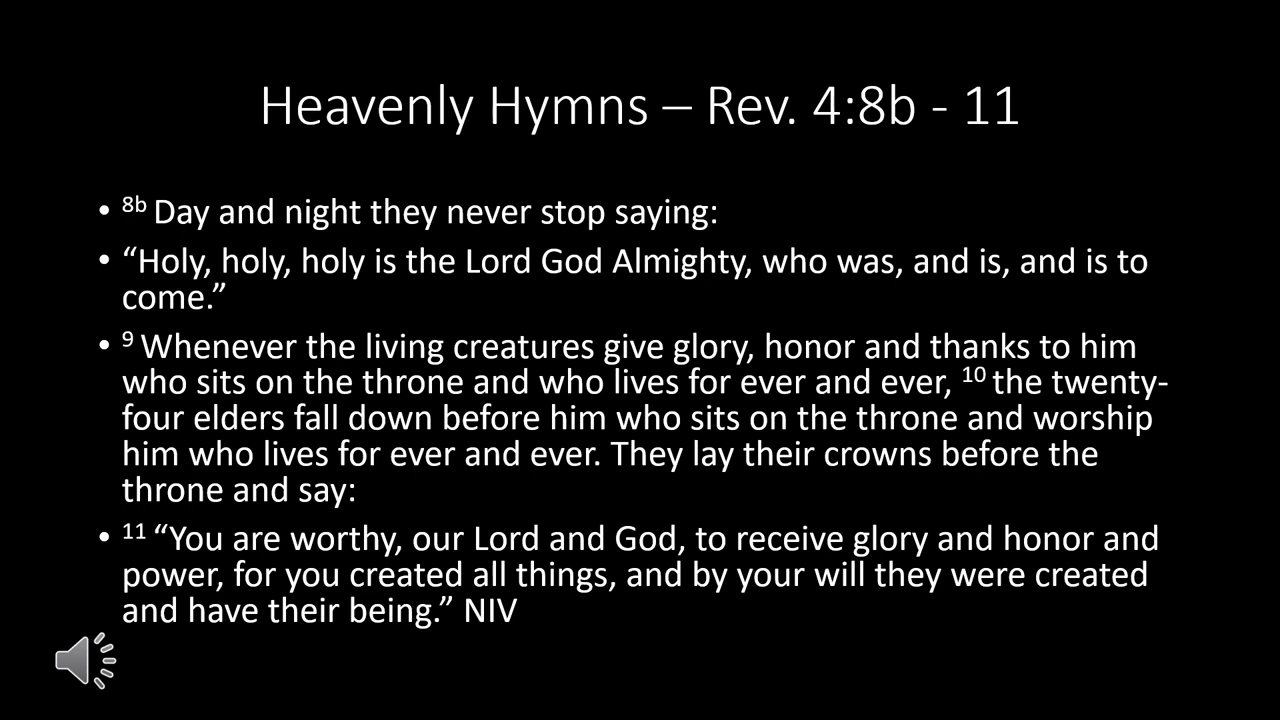 Heavenly Hymns – Rev. 4:8b - 11
• 8b Day and night they never stop saying:
• “Holy, holy, holy is the Lord God Almighty, who was, and is, and is to
come.”
• 9 Whenever the living creatures give glory, honor and thanks to him
who sits on the throne and who lives for ever and ever, 10 the twenty-
four elders fall down before him who sits on the throne and worship
him who lives for ever and ever. They lay their crowns before the
throne and say:
• 11 “You are worthy, our Lord and God, to receive glory and honor and
power, for you created all things, and by your will they were created
and have their being.” NIV